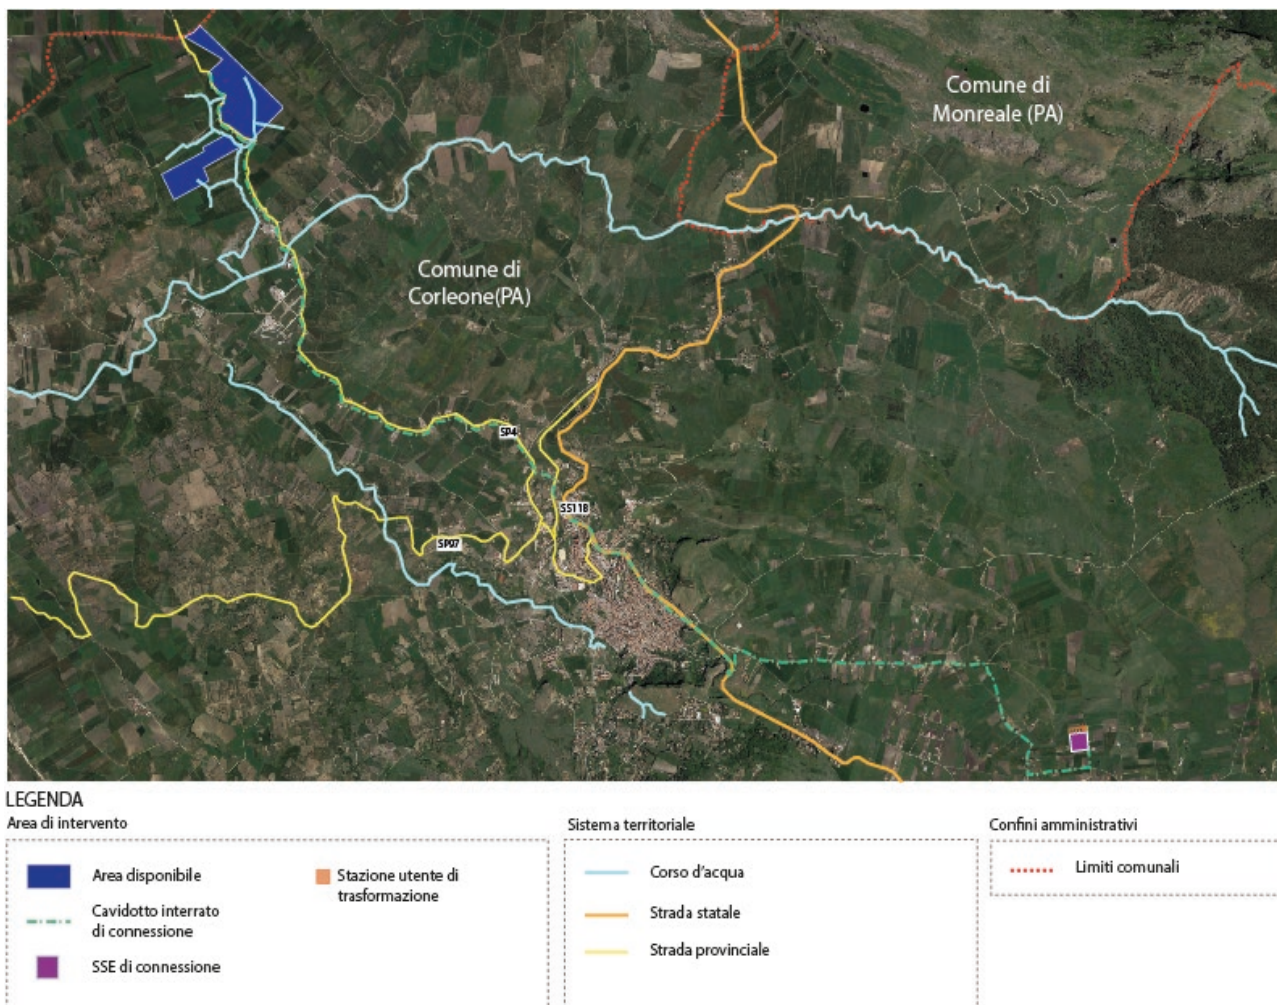 Comune di
Monreale (PA)
Comune di
Corleone(PA)
SP4
SS118
SP97
LEGENDA
Area di intervento
Area disponibile
Cavidotto interrato
di connessione
SSE di connessione
Stazione utente di
trasformazione
Sistema territoriale
Corso d'acqua
Strada statale
Strada provinciale
Confini amministrativi
Limiti comunali